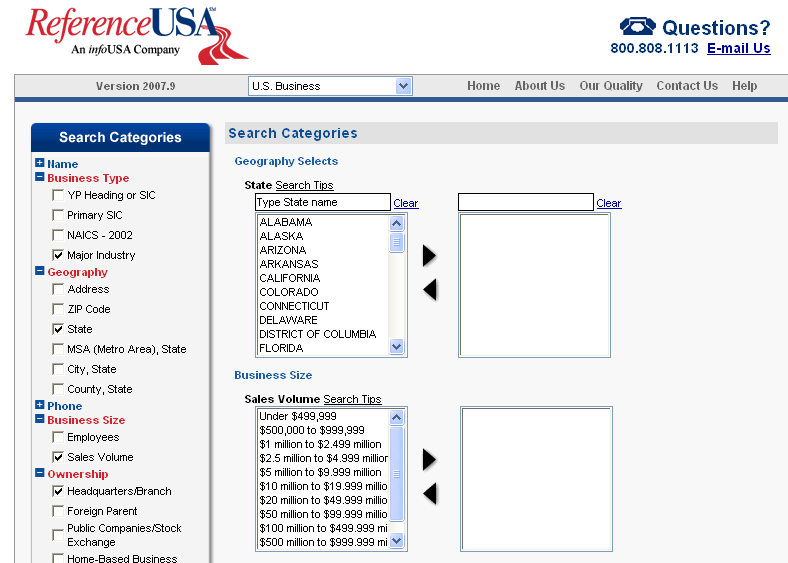 ReferenceUSA™
An infoUSA Company
Questions?
800.808.1113 E-mail Us
Version 2007.9
U.S. Business
Home About Us Our Quality Contact Us Help
Search Categories
Name
Business Type
YP Heading or SIC
Primary SIC
NAICS - 2002
Major Industry
Geography
Address
ZIP Code
State
MSA (Metro Area), State
City, State
County, State
Phone
Business Size
Employees
Sales Volume
Ownership
Headquarters/Branch
Foreign Parent
Public Companies/Stock
Exchange
Home-Based Business
Search Categories
Geography Selects
State Search Tips
Type State name Clear
Clear
ALABAMA
ALASKA
ARIZONA
ARKANSAS
CALIFORNIA
COLORADO
CONNECTICUT
DELAWARE
DISTRICT OF COLUMBIA
FLORIDA
Business Size
Sales Volume Search Tips
Under $499,999
$500,000 to $999,999
$1 million to $2.499 million
$2.5 million to $4.999 millior
$5 million to $9.999 million
$10 million to $19.999 millio
$20 million to $49.999 millio
$50 million to $99.999 millio
$100 million to $499.999 mi
$500 million to $999.999 mi